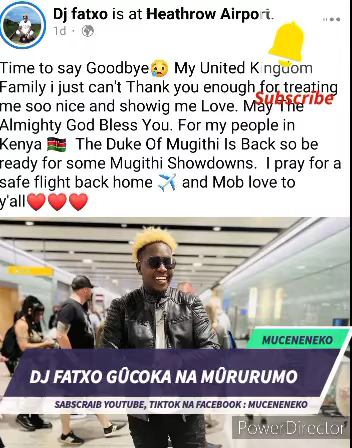 Dj fatxo is at Heathrow Airport.
1d
Time to say Goodbye😢 My United Kingdom
Family i just can't Thank you enough for treating
me soo nice and showig me Love. May The
Subscribe
Almighty God Bless You. For my people in
Kenya 🇰🇪 The Duke Of Mugithi Is Back so be
ready for some Mugithi Showdowns. I pray for a
safe flight back home ✈️ and Mob love to
y'all❤️❤️❤️
MUCENENEKO
DJ FATXO GŨCOKA NA MŨRURUMO
SABSCRAIB YOUTUBE, TIKTOK NA FACEBOOK : MUCENENEKO
PowerDirector